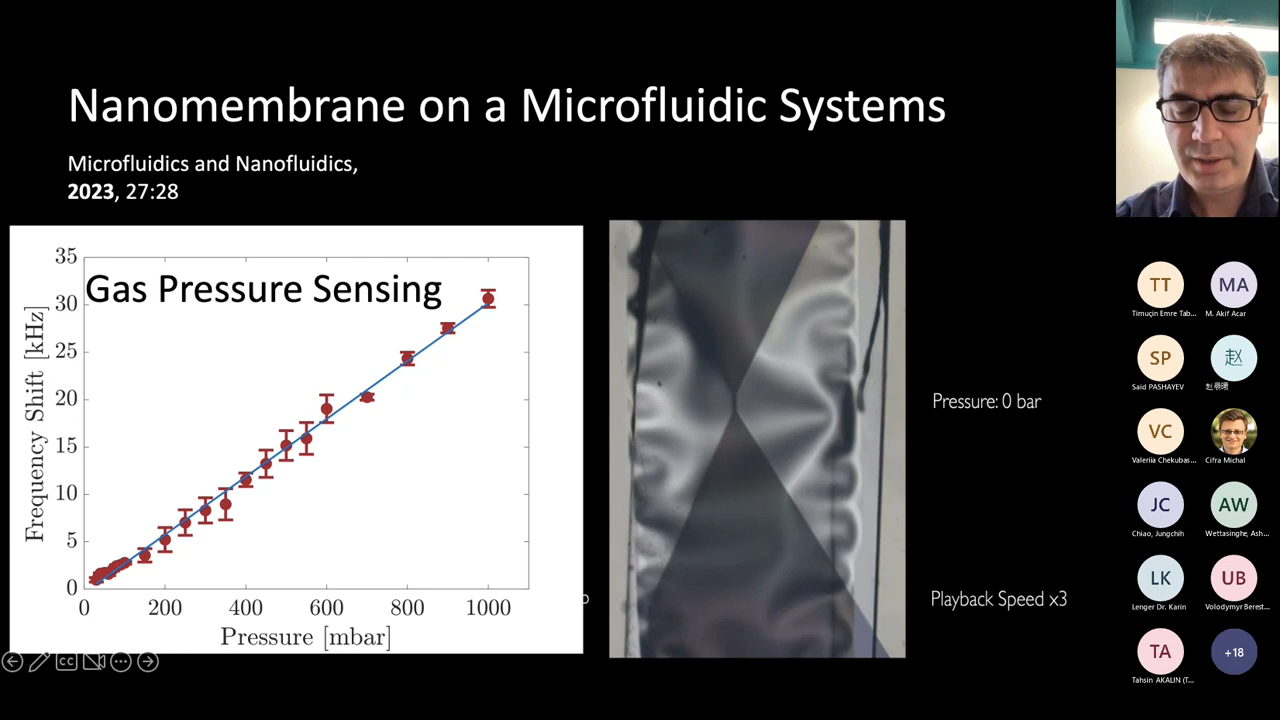 Nanomembrane on a Microfluidic Systems
Microfluidics and Nanofluidics,
2023, 27:28
Gas Pressure Sensing
Frequency Shift [kHz]
35
30
25
20
15
10
5
0
0 200 400 600 800 1000
Pressure [mbar]
Pressure: 0 bar
Playback Speed x3
CC
TT MA
Timuçin Emre Tab... M. Akif Acar
SP 赵
Said PASHAYEV
VC
Valeriia Chekubas... Cifra Michal
JC AW
Chiao, Jungchih Wettasinghe, Ash...
LK UB
Lenger Dr. Karin Volodymyr Berest...
TA +18
Tahsin AKALIN (T...